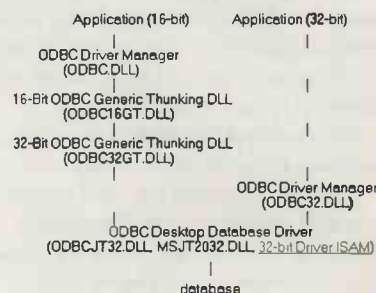 Application (16-bit) Application (32-bit)
ODBC Driver Manager
(ODBC.DLL)
16-Bit ODBC Generic Thunking DLL
(ODBC16GT.DLL)
32-Bit ODBC Generic Thunking DLL
(ODBC32GT.DLL)
ODBC Driver Manager
(ODBC32.DLL)
ODBC Desktop Database Driver
(ODBCJT32.DLL, MSJT2032.DLL, 32-bit Driver ISAM)
database